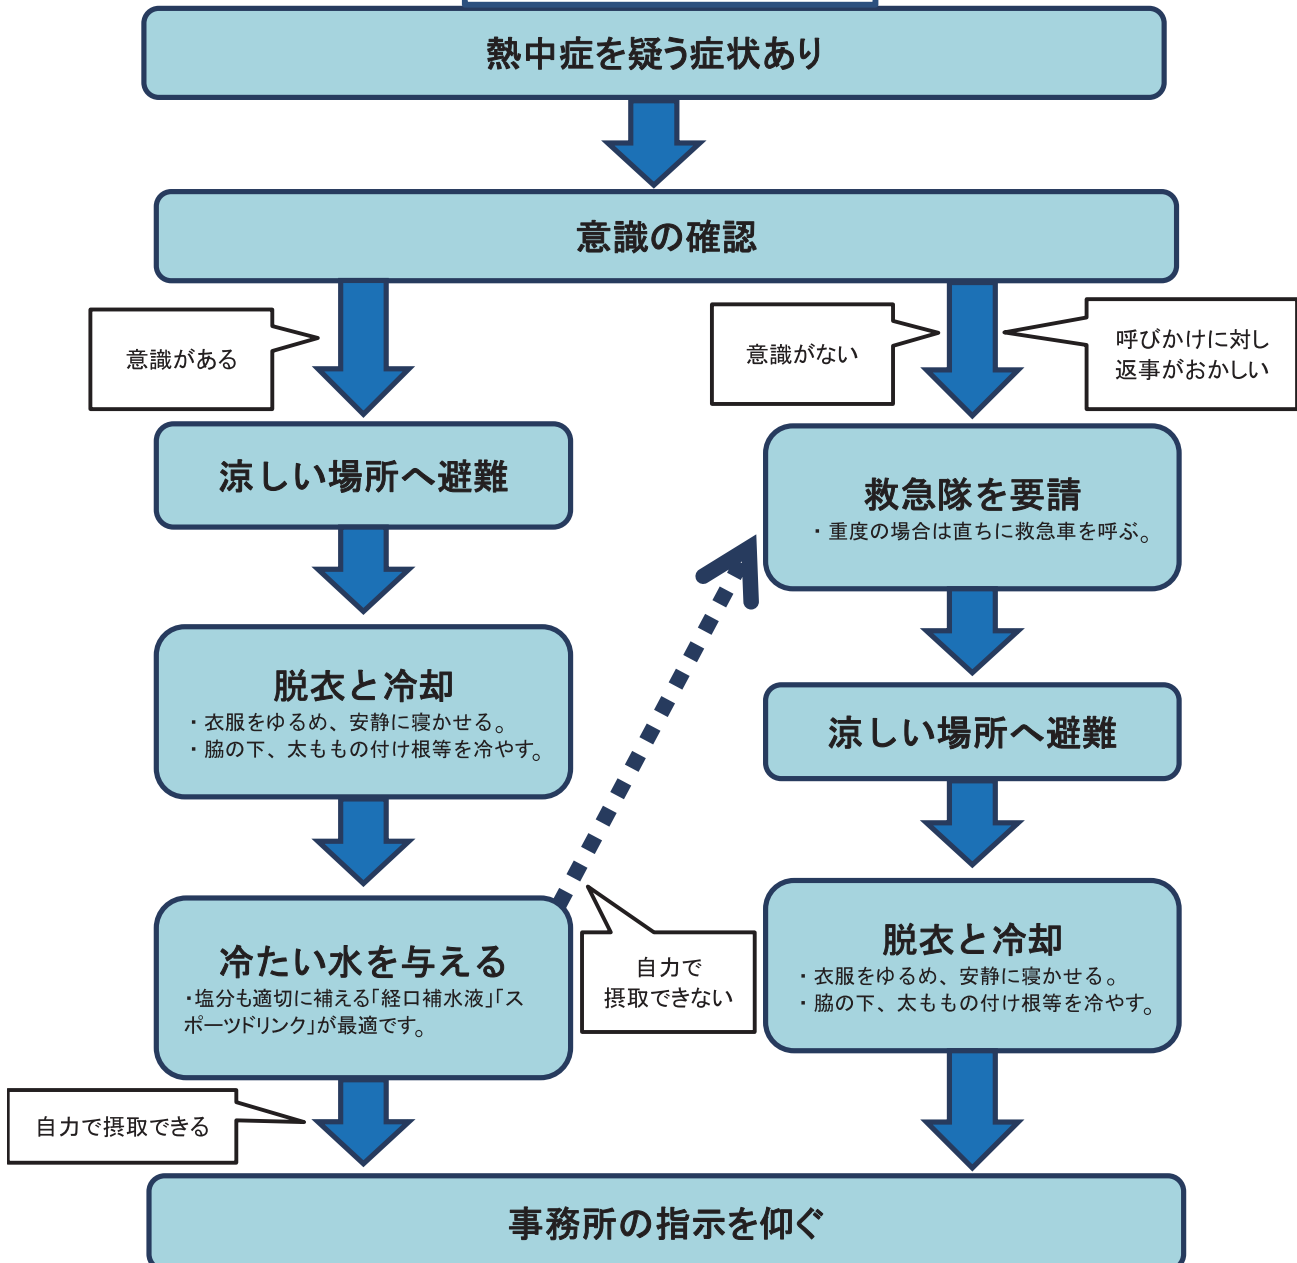 熱中症を疑う症状あり
意識の確認
意識がある
意識がない
呼びかけに対し
返事がおかしい
涼しい場所へ避難
救急隊を要請
・重度の場合は直ちに救急車を呼ぶ。
脱衣と冷却
・衣服をゆるめ、安静に寝かせる。
・脇の下、太ももの付け根等を冷やす。
涼しい場所へ避難
冷たい水を与える
・塩分も適切に補える「経口補水液」「ス
ポーツドリンク」が最適です。
自力で
摂取できない
脱衣と冷却
・衣服をゆるめ、安静に寝かせる。
・脇の下、太ももの付け根等を冷やす。
自力で摂取できる
事務所の指示を仰ぐ